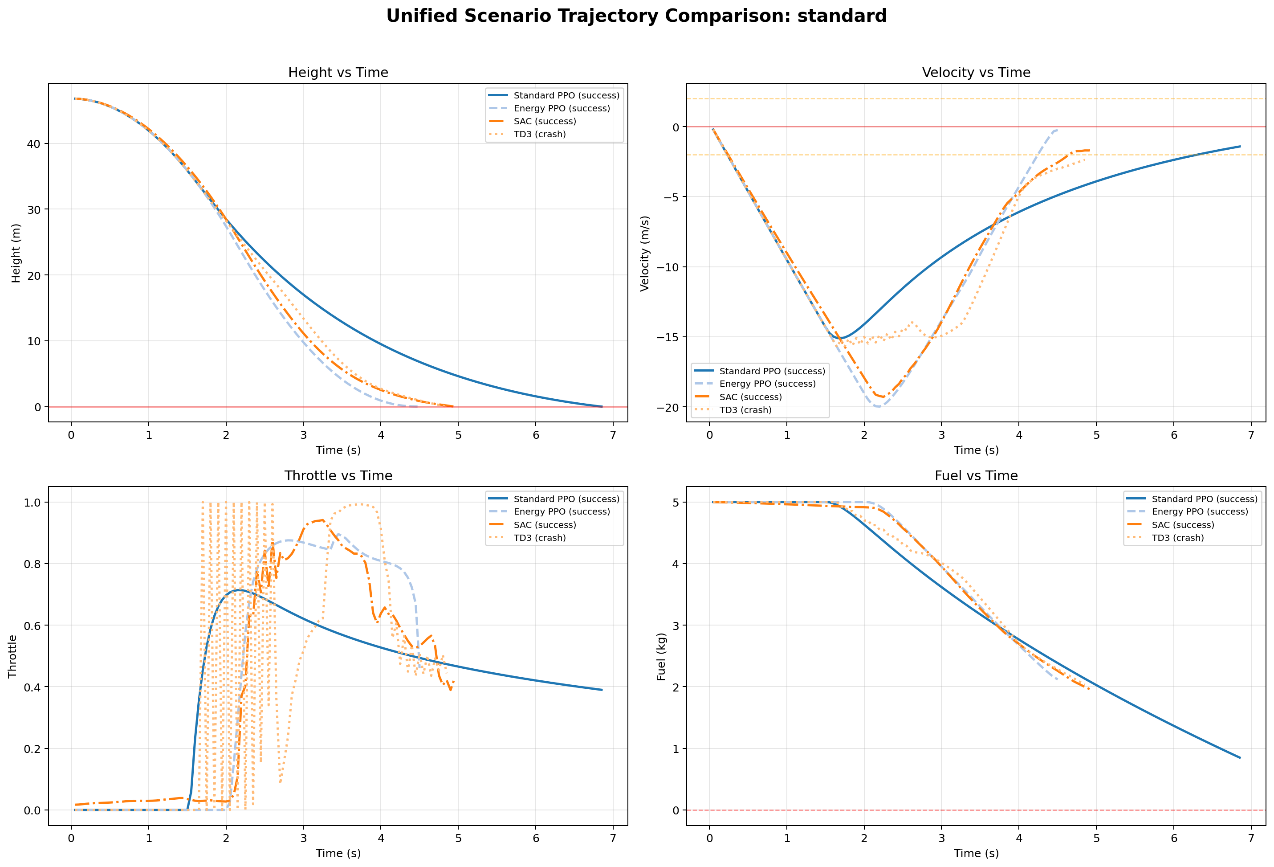 Unified Scenario Trajectory Comparison: standard
Height vs Time
Height (m)
40
30
20
10
0
0 1 2 3 4 5 6 7
Time (s)
Standard PPO (success)
Energy PPO (success)
SAC (success)
TD3 (crash)
Velocity vs Time
Velocity (m/s)
0
−5
−10
−15
−20
0 1 2 3 4 5 6 7
Time (s)
Standard PPO (success)
Energy PPO (success)
SAC (success)
TD3 (crash)
Throttle vs Time
Throttle
1.0
0.8
0.6
0.4
0.2
0.0
0 1 2 3 4 5 6 7
Time (s)
Standard PPO (success)
Energy PPO (success)
SAC (success)
TD3 (crash)
Fuel vs Time
Fuel (kg)
5
4
3
2
1
0
0 1 2 3 4 5 6 7
Time (s)
Standard PPO (success)
Energy PPO (success)
SAC (success)
TD3 (crash)